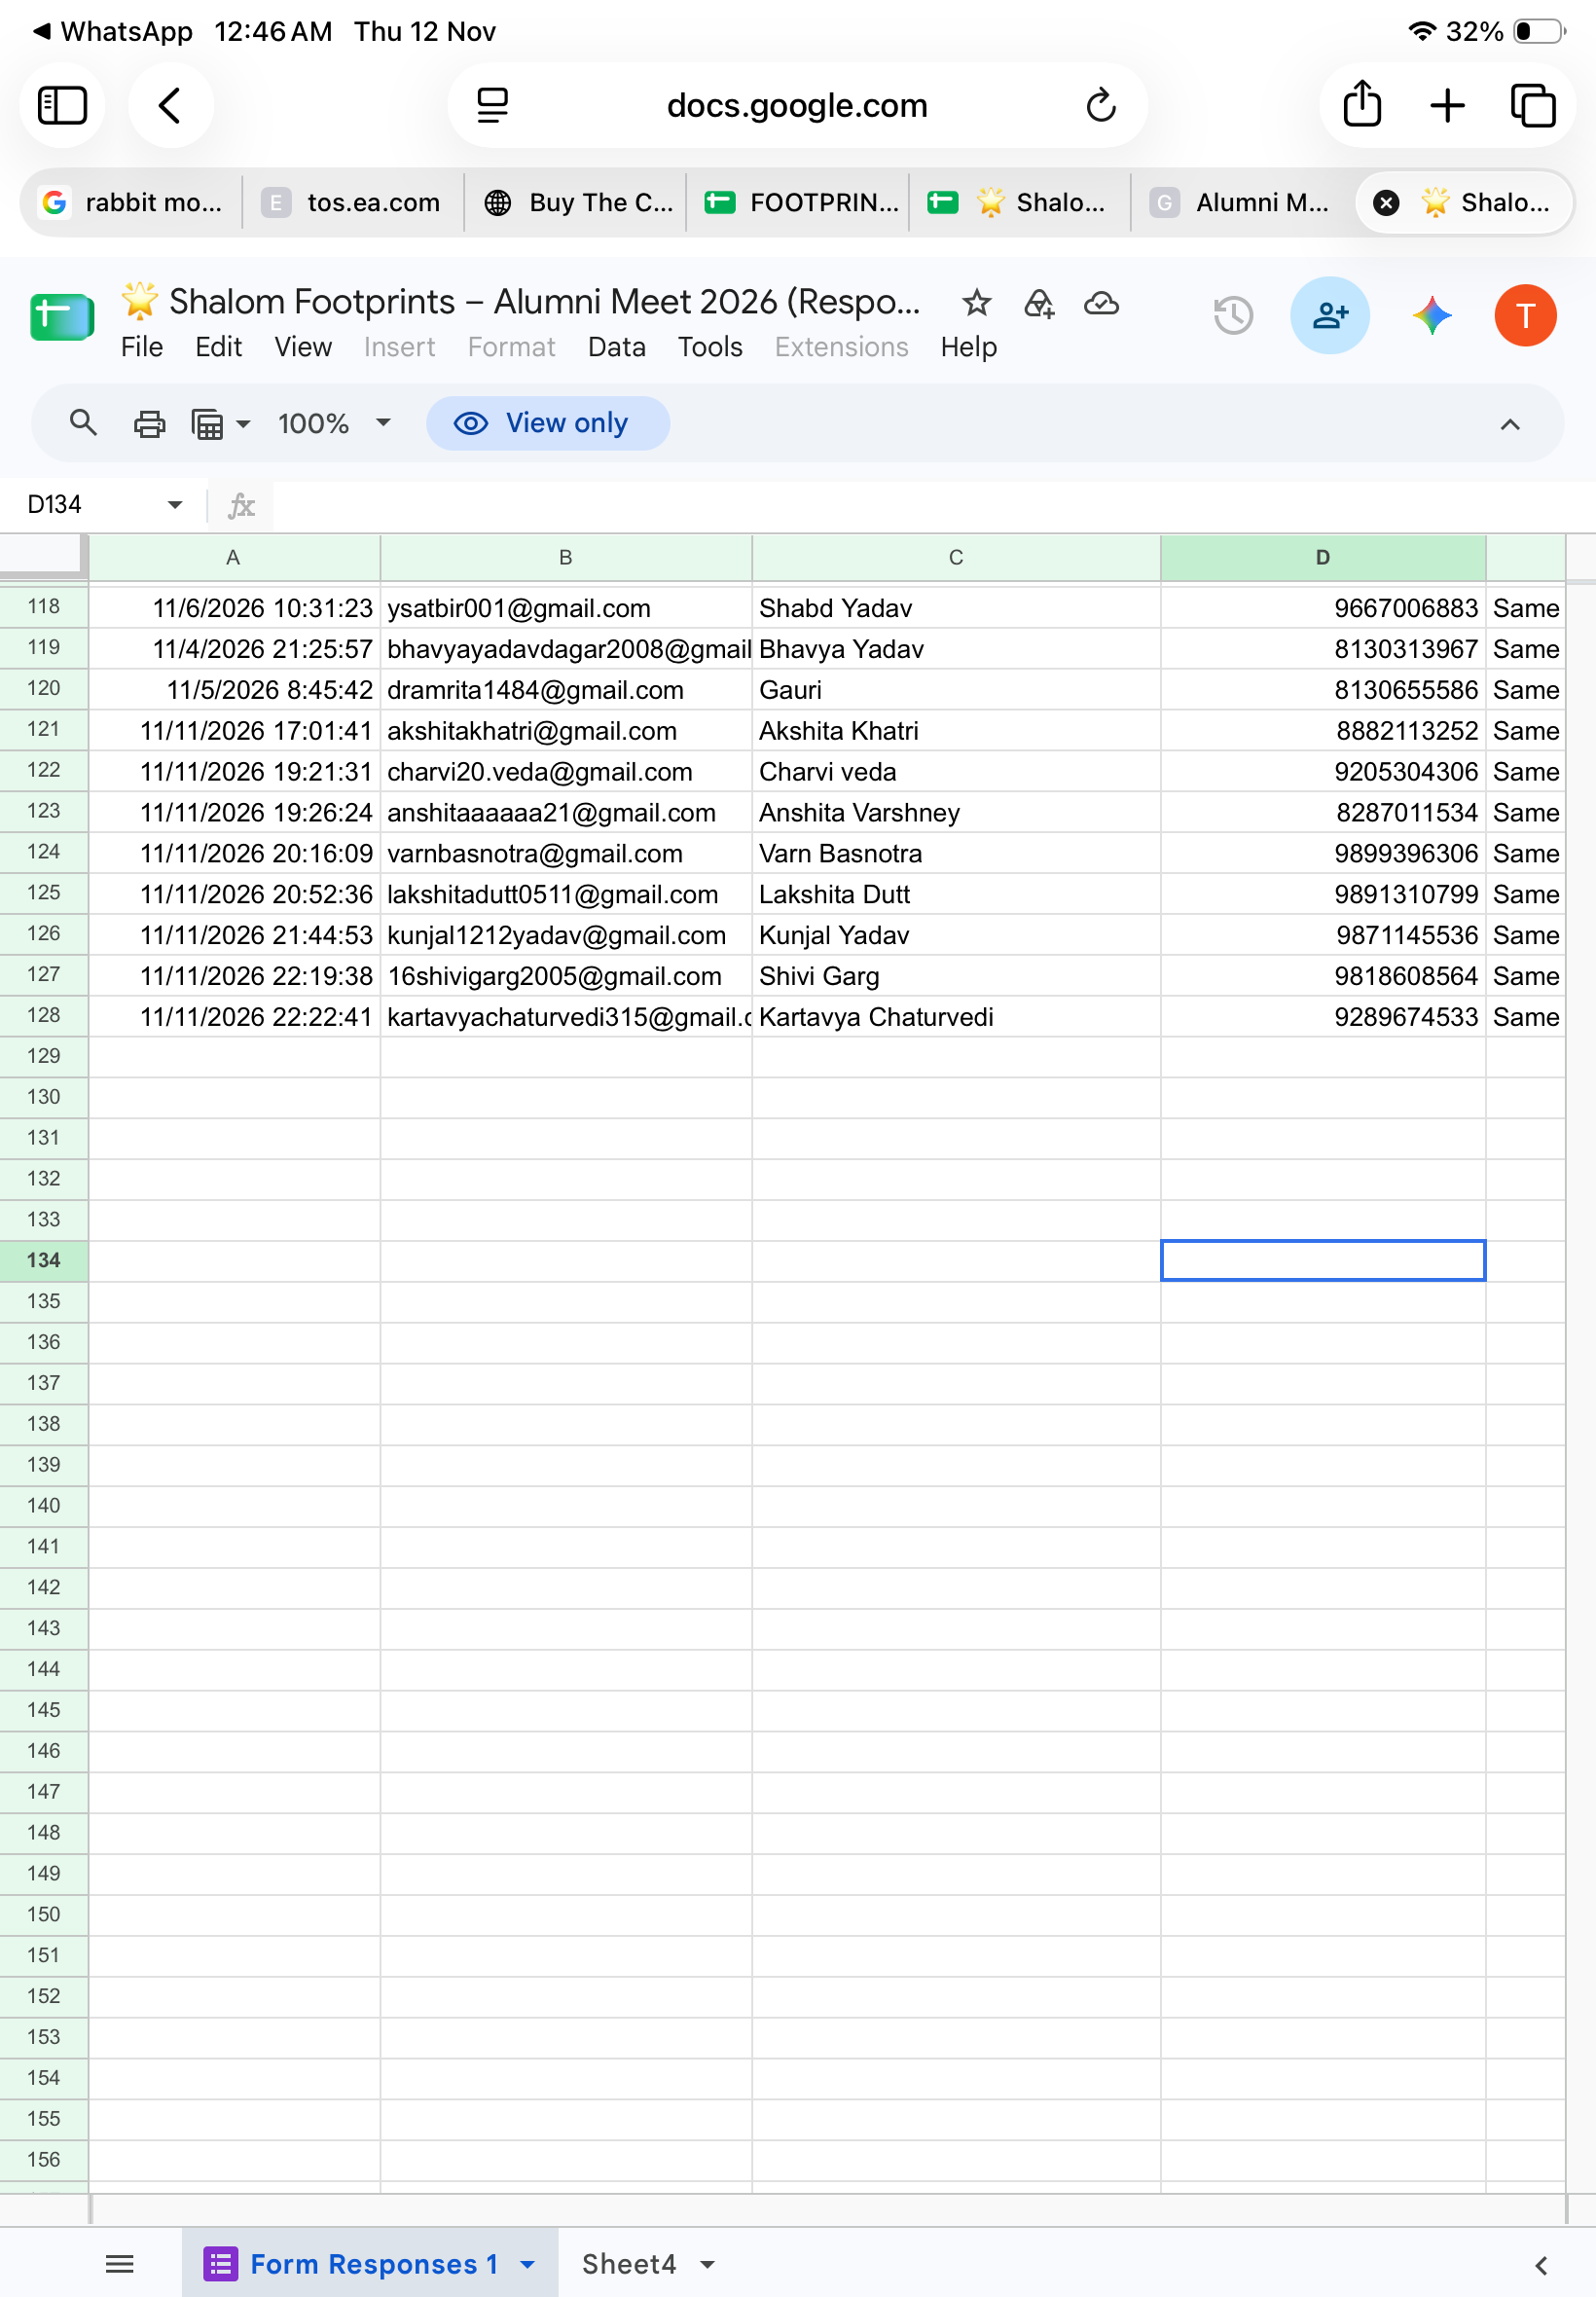 WhatsApp 12:46 AM Thu 12 Nov 32%
docs.google.com
rabbit mo... E tos.ea.com Buy The C... FOOTPRIN... Shalo... G Alumni M... Shalo...
Shalom Footprints – Alumni Meet 2026 (Respo...
T
File Edit View Insert Format Data Tools Extensions Help
100% View only
D134 fx
A B C D
118 11/6/2026 10:31:23 ysatbir001@gmail.com Shabd Yadav 9667006883 Same
119 11/4/2026 21:25:57 bhavyayadavdagar2008@gmail Bhavya Yadav 8130313967 Same
120 11/5/2026 8:45:42 dramrita1484@gmail.com Gauri 8130655586 Same
121 11/11/2026 17:01:41 akshitakhatri@gmail.com Akshita Khatri 8882113252 Same
122 11/11/2026 19:21:31 charvi20.veda@gmail.com Charvi veda 9205304306 Same
123 11/11/2026 19:26:24 anshitaaaaaa21@gmail.com Anshita Varshney 8287011534 Same
124 11/11/2026 20:16:09 varnbasnotra@gmail.com Varn Basnotra 9899396306 Same
125 11/11/2026 20:52:36 lakshitadutt0511@gmail.com Lakshita Dutt 9891310799 Same
126 11/11/2026 21:44:53 kunjal1212yadav@gmail.com Kunjal Yadav 9871145536 Same
127 11/11/2026 22:19:38 16shivigarg2005@gmail.com Shivi Garg 9818608564 Same
128 11/11/2026 22:22:41 kartavyachaturvedi315@gmail.c Kartavya Chaturvedi 9289674533 Same
129
130
131
132
133
134
135
136
137
138
139
140
141
142
143
144
145
146
147
148
149
150
151
152
153
154
155
156
Form Responses 1 Sheet4